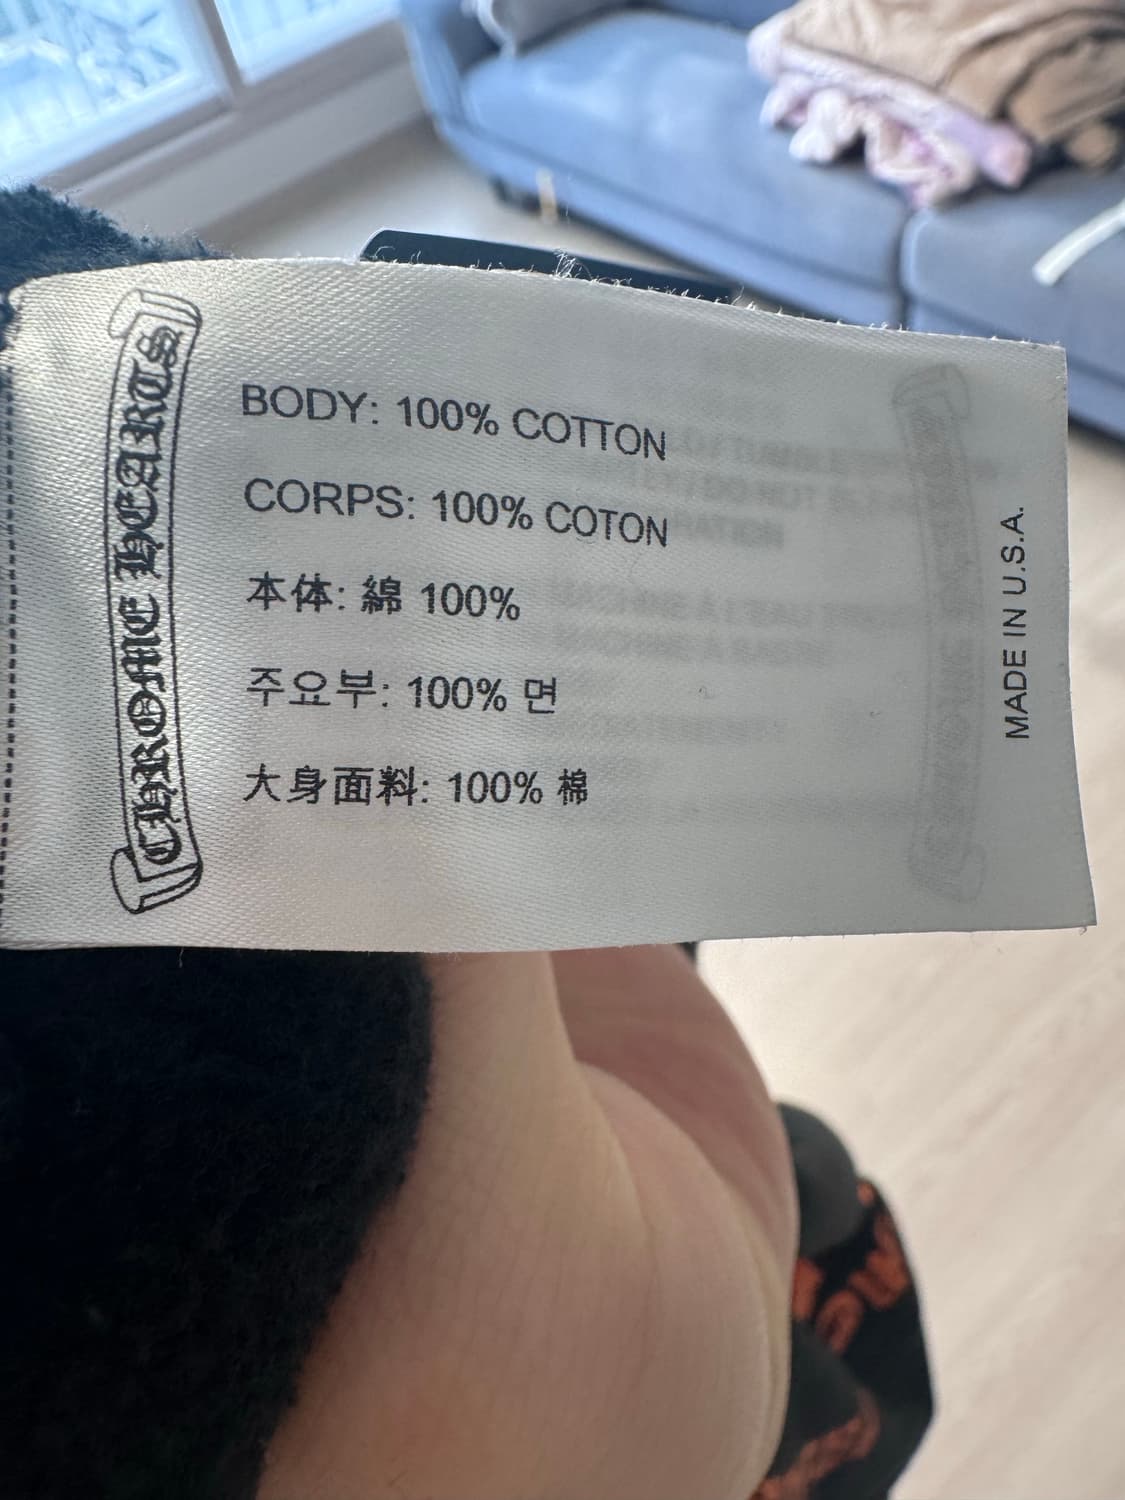 CHROME HEARTS
BODY: 100% COTTON
CORPS: 100% COTON
本体: 綿 100%
주요부: 100% 면
大身面料: 100% 棉
MADE IN U.S.A.